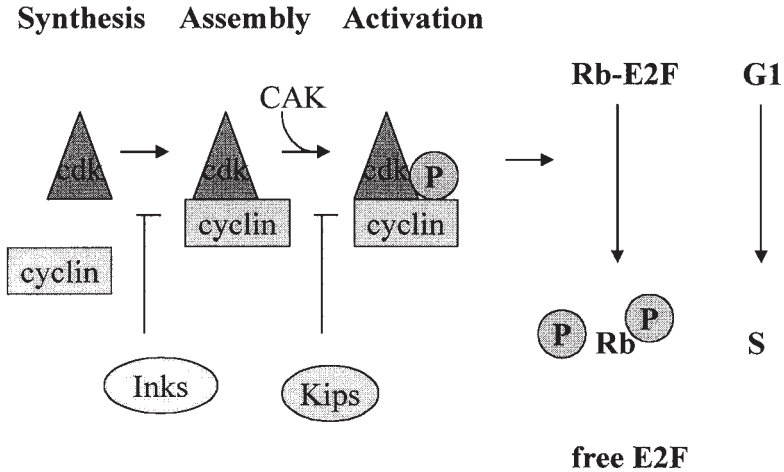 Synthesis Assembly Activation
Rb-E2F G1
CAK
cdk cdk cdk P
cyclin cyclin
cyclin
P Rb P S
Inks Kips
free E2F